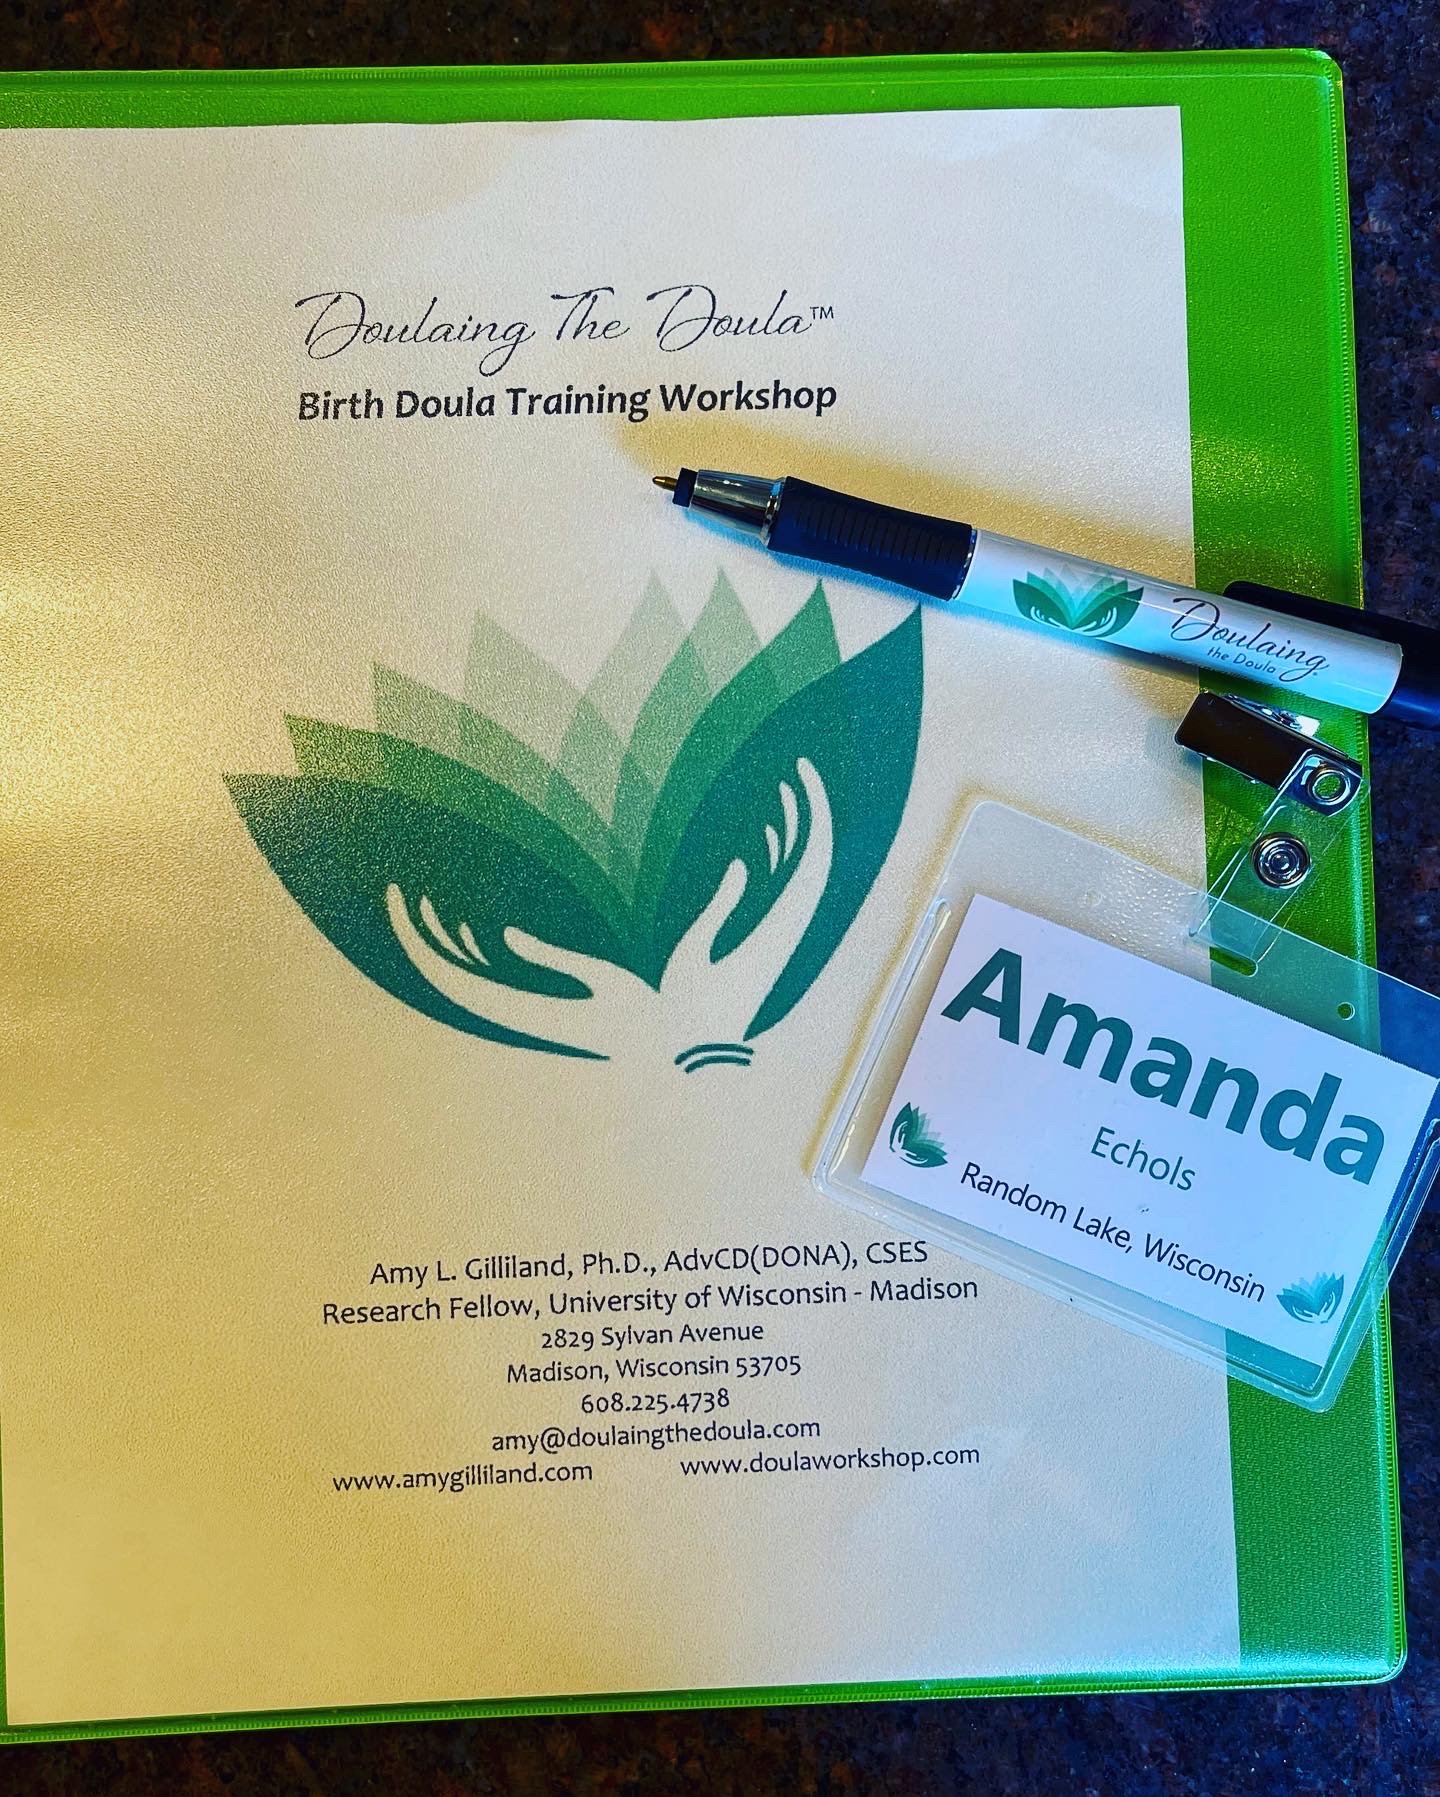 Doulaing The Doula™
Birth Doula Training Workshop
Doulaing
the Doula
Amanda
Echols
Random Lake, Wisconsin
Amy L. Gilliland, Ph.D., AdvCD(DONA), CSES
Research Fellow, University of Wisconsin - Madison
2829 Sylvan Avenue
Madison, Wisconsin 53705
608.225.4738
amy@doulaingthedoula.com
www.amygilliland.com www.doulaworkshop.com